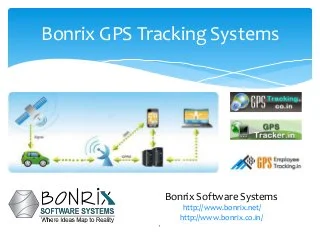 Bonrix GPS Tracking Systems
GPS Tracking.
co.in
GPS
Tracker.in
GPS Employee
Tracking.in
BONRiX
SOFTWARE SYSTEMS
Where Ideas Map to Reality
Bonrix Software Systems
http://www.bonrix.net/
http://www.bonrix.co.in/